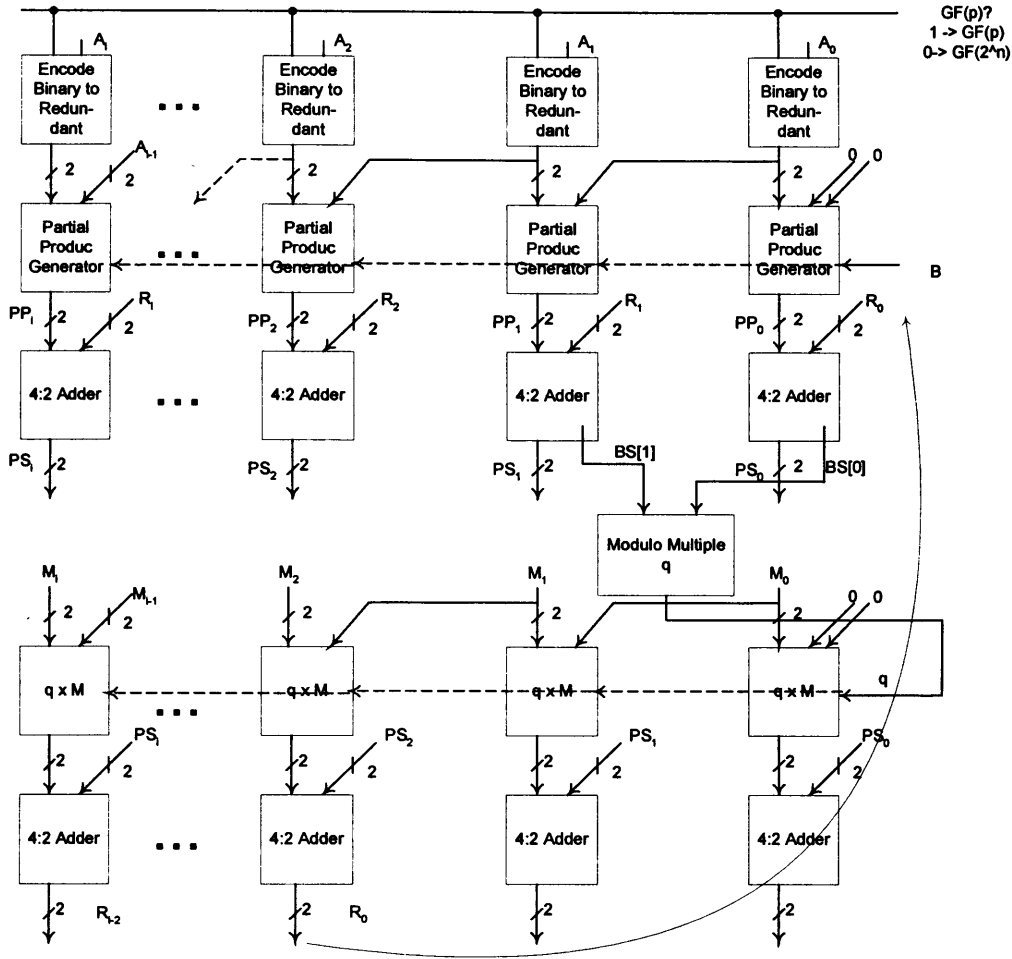 GF(p)?
1 -> GF(p)
0-> GF(2^n)
A_i A_2 A_1 A_0
Encode Binary to Redun-dant
Encode Binary to Redun-dant
Encode Binary to Redun-dant
Encode Binary to Redun-dant
2 A_i-1 2 2 2 2 0 0
Partial Produc Generator
Partial Produc Generator
Partial Produc Generator
Partial Produc Generator
B
PP_i 2 R_i 2 PP_2 2 R_2 2 PP_1 2 R_1 2 PP_0 2 R_0 2
4:2 Adder
4:2 Adder
4:2 Adder
4:2 Adder
PS_i 2 PS_2 2 PS_1 2 BS[1] PS_0 2 BS[0]
Modulo Multiple q
M_i M_2 M_1 M_0
2 M_i-1 2 2 2 2 0 0
q x M
q x M
q x M
q x M
q
2 PS_i 2 2 PS_2 2 2 PS_1 2 2 PS_0 2
4:2 Adder
4:2 Adder
4:2 Adder
4:2 Adder
2 R_i-2 2 R_0 2 2